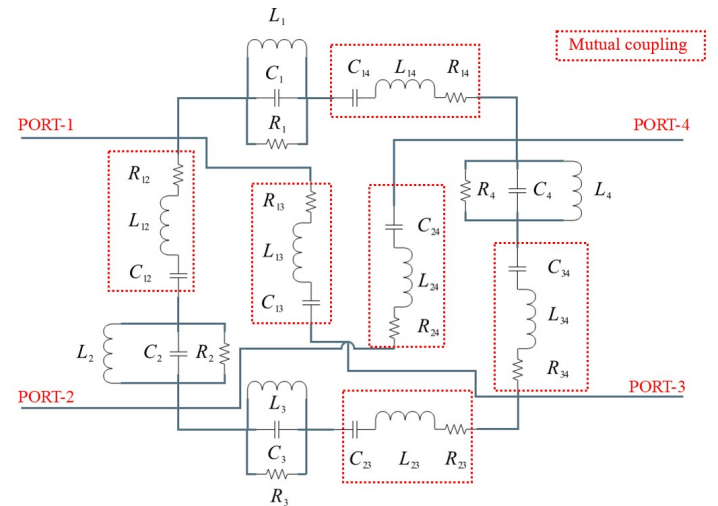 L1
Mutual coupling
C1
C14
L14
R14
PORT-1
R1
PORT-4
R12
R13
R4
C4
L4
L12
C24
L13
C34
C12
C13
L24
L34
R24
L2
C2
R2
R34
PORT-2
L3
PORT-3
C3
C23
L23
R23
R3